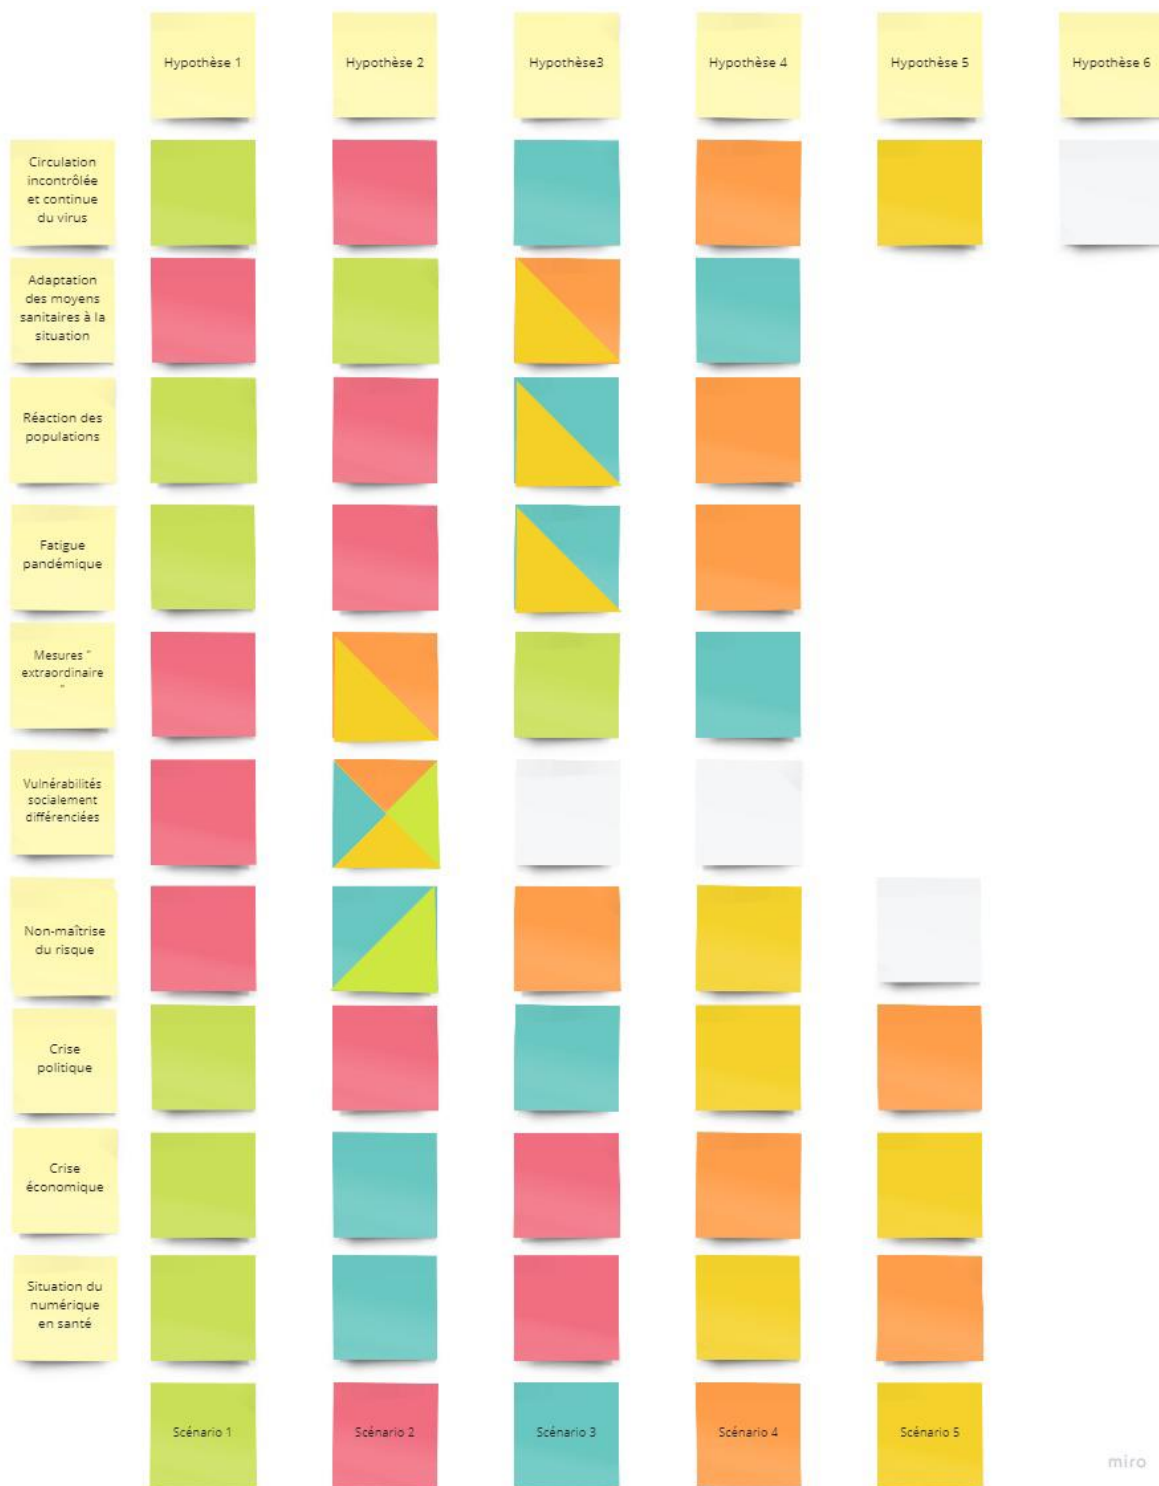 Hypothèse 1
Hypothèse 2
Hypothèse3
Hypothèse 4
Hypothèse 5
Hypothèse 6
Circulation
incontrôlée
et continue
du virus
Adaptation
des moyens
sanitaires à la
situation
Réaction des
populations
Fatigue
pandémique
Mesures "
extraordinaire
"
Vulnérabilités
socialement
différenciées
Non-maîtrise
du risque
Crise
politique
Crise
économique
Situation du
numérique
en santé
Scénario 1
Scénario 2
Scénario 3
Scénario 4
Scénario 5
miro